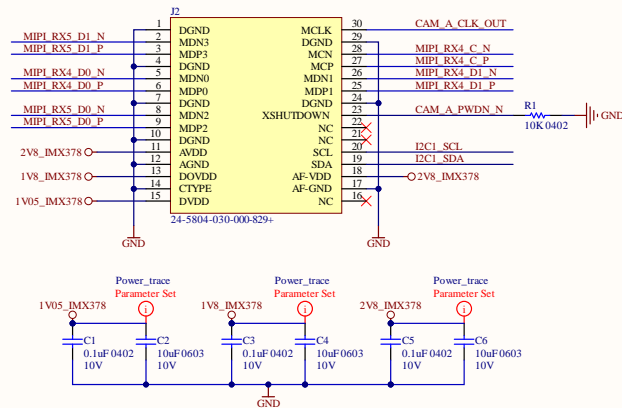 J2
1 DGND MCLK 30 CAM_A_CLK_OUT
MIPI_RX5_D1_N 2 MDN3 DGND 29
MIPI_RX5_D1_P 3 MDP3 MCN 28 MIPI_RX4_C_N
4 DGND MCP 27 MIPI_RX4_C_P
MIPI_RX4_D0_N 5 MDN0 MDN1 26 MIPI_RX4_D1_N
MIPI_RX4_D0_P 6 MDP0 MDP1 25 MIPI_RX4_D1_P
7 DGND DGND 24
MIPI_RX5_D0_N 8 MDN2 XSHUTDOWN 23 CAM_A_PWDN_N R1
MIPI_RX5_D0_P 9 MDP2 NC 22 10K 0402 GND
10 DGND NC 21
2V8_IMX378 11 AVDD SCL 20 I2C1_SCL
12 AGND SDA 19 I2C1_SDA
1V8_IMX378 13 DOVDD AF-VDD 18 2V8_IMX378
14 CTYPE AF-GND 17
1V05_IMX378 15 DVDD NC 16
24-5804-030-000-829+
GND GND
Power_trace Power_trace Power_trace
Parameter Set Parameter Set Parameter Set
1V05_IMX378 i 1V8_IMX378 i 2V8_IMX378 i
C1 C2 C3 C4 C5 C6
0.1uF 0402 10uF 0603 0.1uF 0402 10uF 0603 0.1uF 0402 10uF 0603
10V 10V 10V 10V 10V 10V
GND